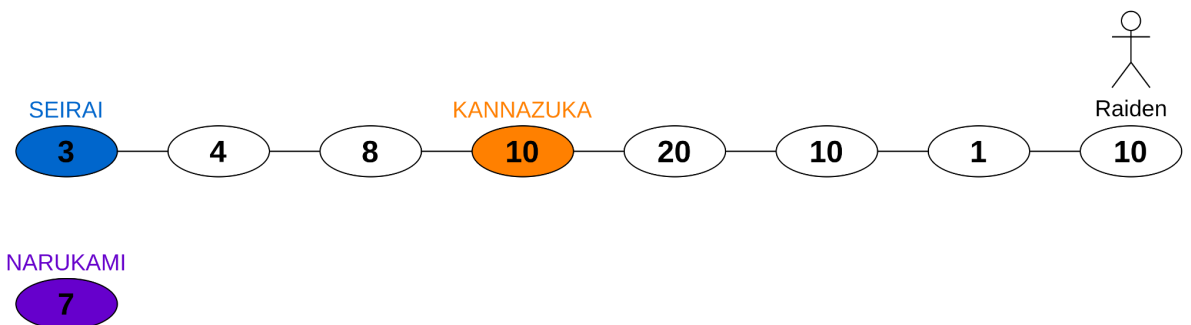 Raiden
SEIRAI KANNAZUKA
3 4 8 10 20 10 1 10
NARUKAMI
7